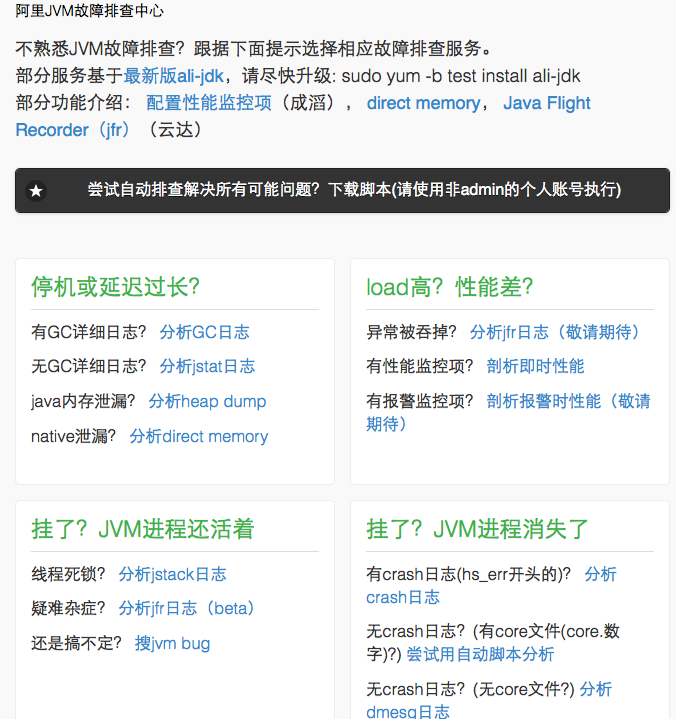 阿里JVM故障排查中心
不熟悉JVM故障排查？跟据下面提示选择相应故障排查服务。
部分服务基于最新版ali-jdk，请尽快升级: sudo yum -b test install ali-jdk
部分功能介绍： 配置性能监控项（成滔）， direct memory， Java Flight
Recorder（jfr）（云达）
尝试自动排查解决所有可能问题？下载脚本(请使用非admin的个人账号执行)
停机或延迟过长？
有GC详细日志？ 分析GC日志
无GC详细日志？ 分析jstat日志
java内存泄漏？ 分析heap dump
native泄漏？ 分析direct memory
load高？性能差？
异常被吞掉？ 分析jfr日志（敬请期待）
有性能监控项？ 剖析即时性能
有报警监控项？ 剖析报警时性能（敬请
期待）
挂了？JVM进程还活着
线程死锁？ 分析jstack日志
疑难杂症？ 分析jfr日志（beta）
还是搞不定？ 搜jvm bug
挂了？JVM进程消失了
有crash日志(hs_err开头的)？ 分析
crash日志
无crash日志？(有core文件(core.数
字)?) 尝试用自动脚本分析
无crash日志？(无core文件?) 分析
dmesg日志